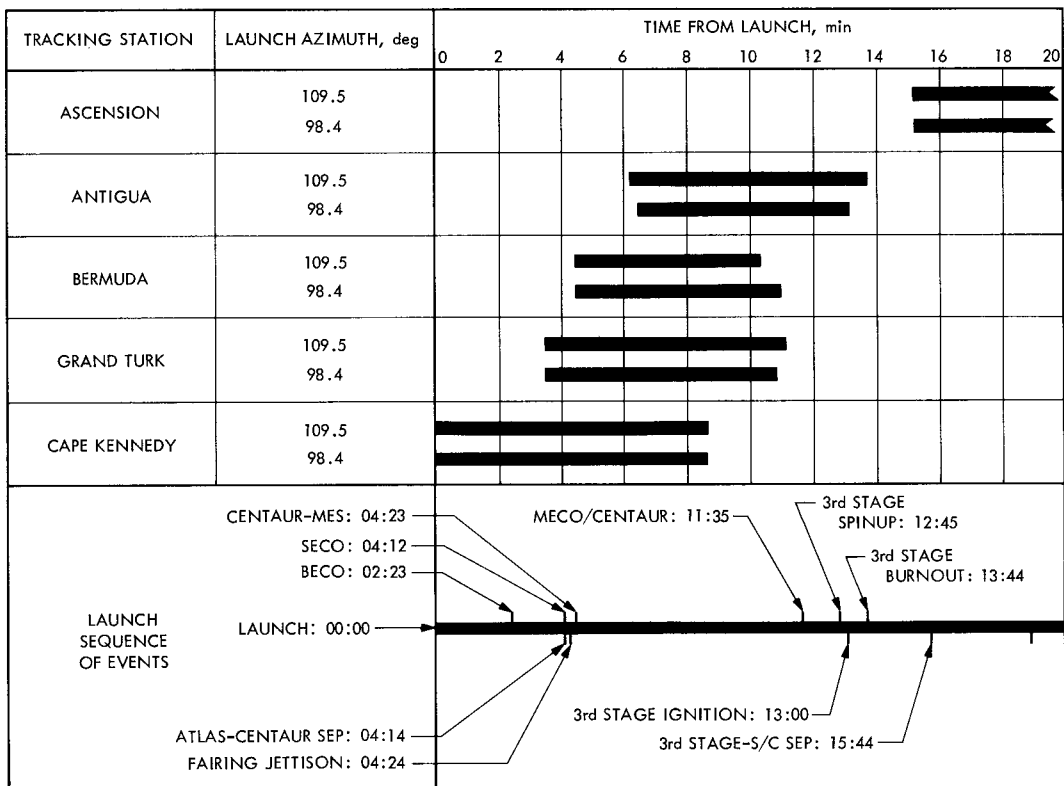 TRACKING STATION
LAUNCH AZIMUTH, deg
TIME FROM LAUNCH, min
0 2 4 6 8 10 12 14 16 18 20
ASCENSION
109.5
98.4
ANTIGUA
109.5
98.4
BERMUDA
109.5
98.4
GRAND TURK
109.5
98.4
CAPE KENNEDY
109.5
98.4
LAUNCH
SEQUENCE
OF EVENTS
CENTAUR-MES: 04:23
SECO: 04:12
BECO: 02:23
LAUNCH: 00:00
ATLAS-CENTAUR SEP: 04:14
FAIRING JETTISON: 04:24
MECO/CENTAUR: 11:35
3rd STAGE
SPINUP: 12:45
3rd STAGE
BURNOUT: 13:44
3rd STAGE IGNITION: 13:00
3rd STAGE-S/C SEP: 15:44